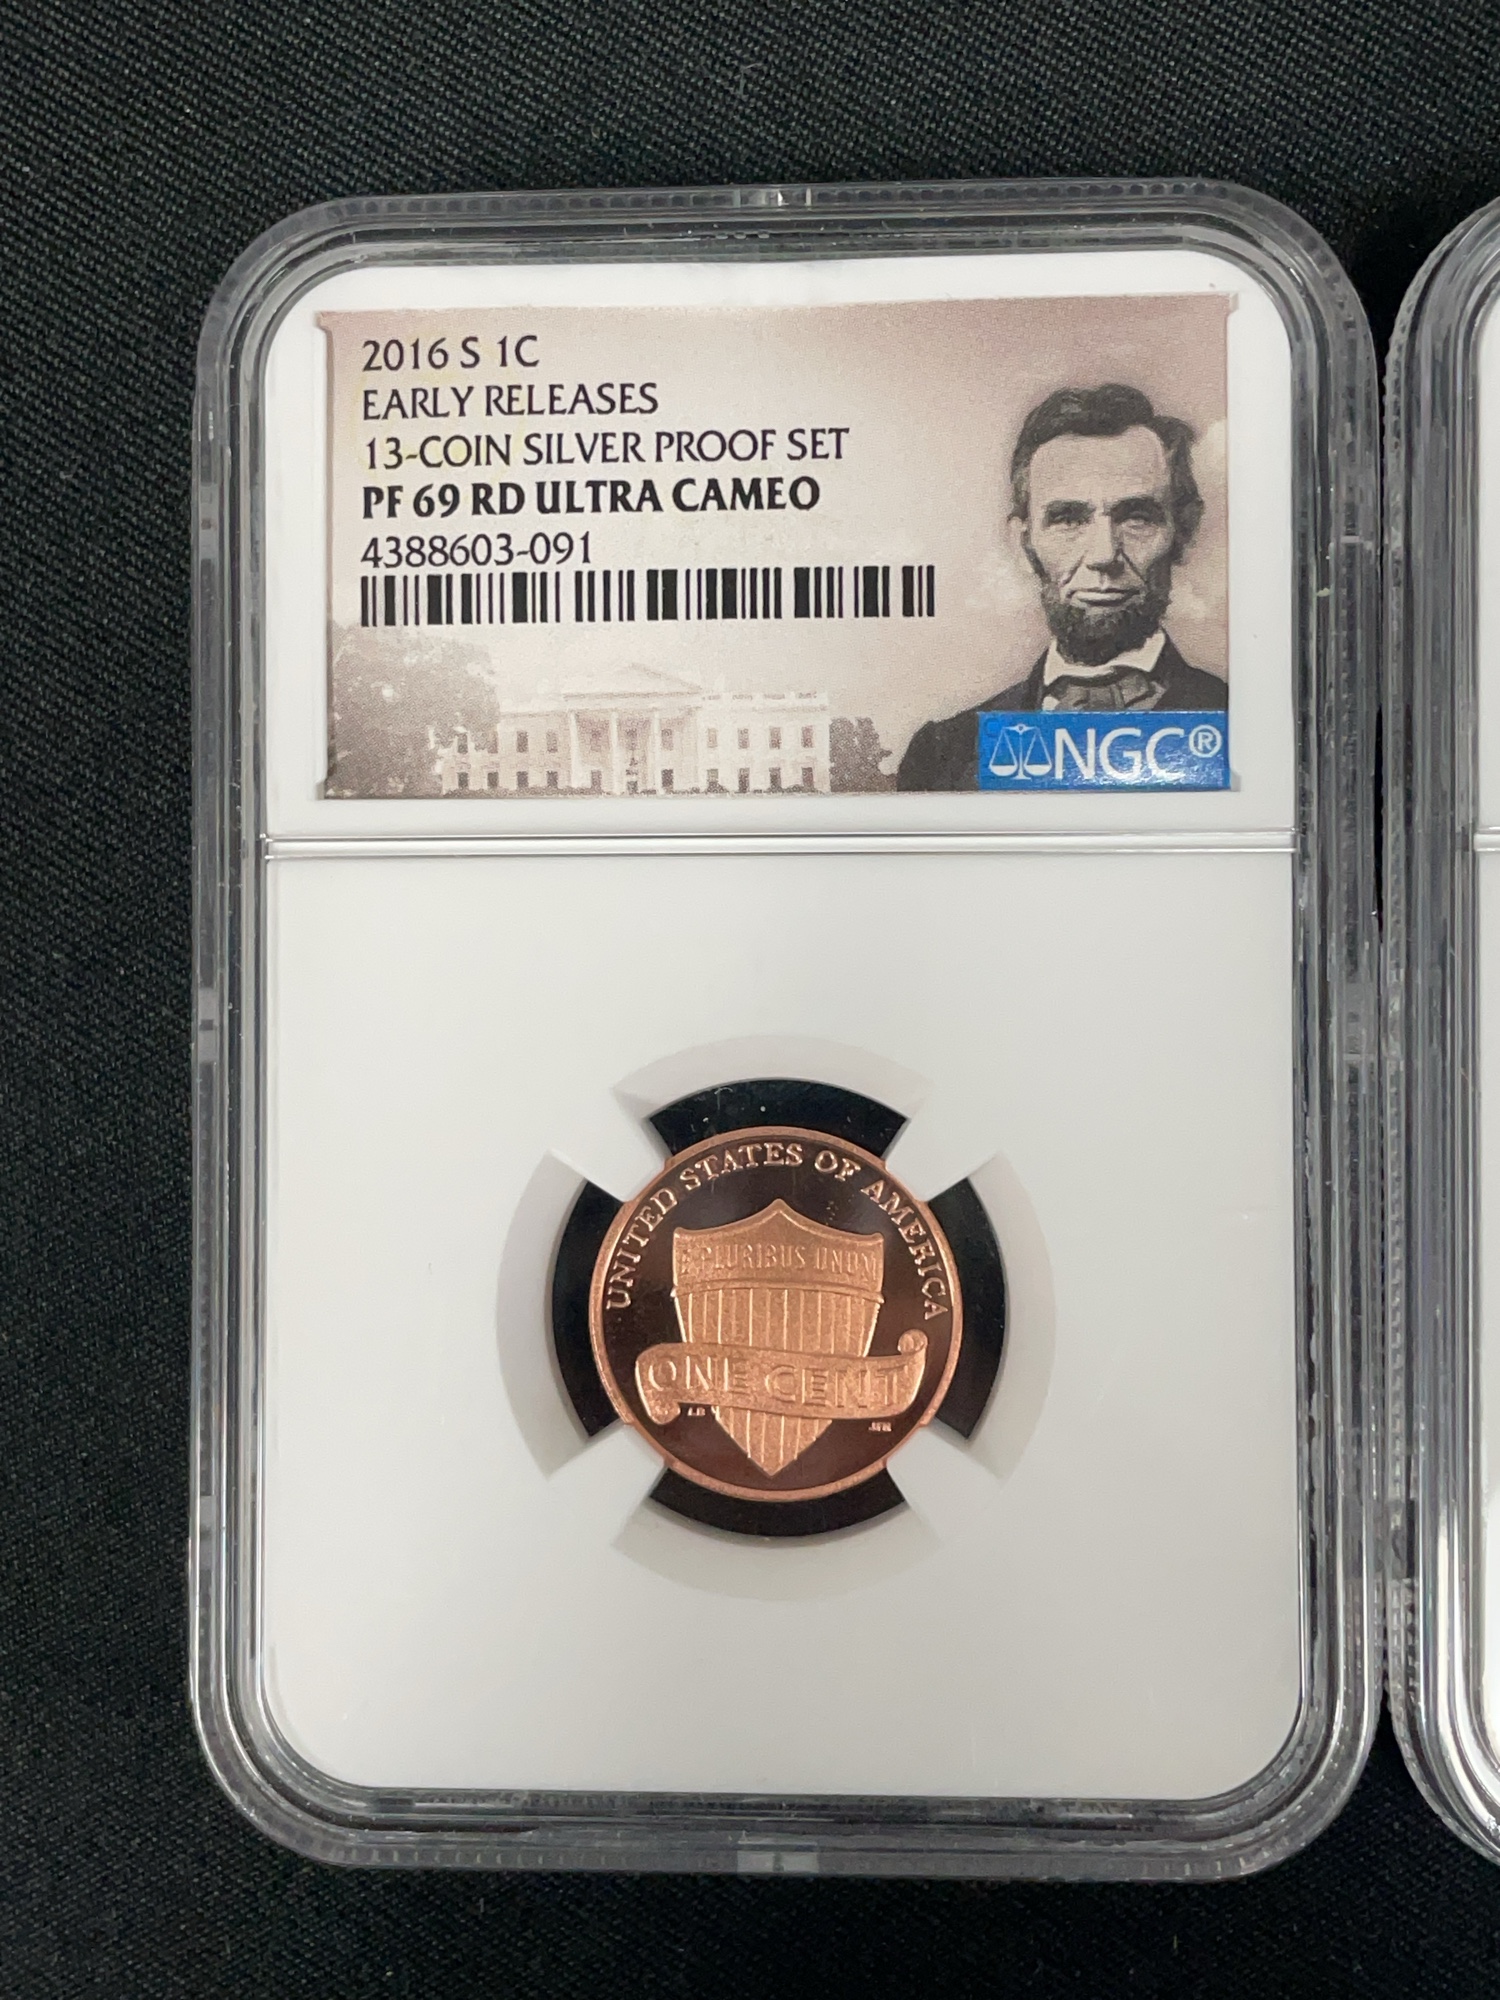 2016 S 1C
EARLY RELEASES
13-COIN SILVER PROOF SET
PF 69 RD ULTRA CAMEO
4388603-091
NGC®
UNITED STATES OF AMERICA
E PLURIBUS UNUM
ONE CENT
LB